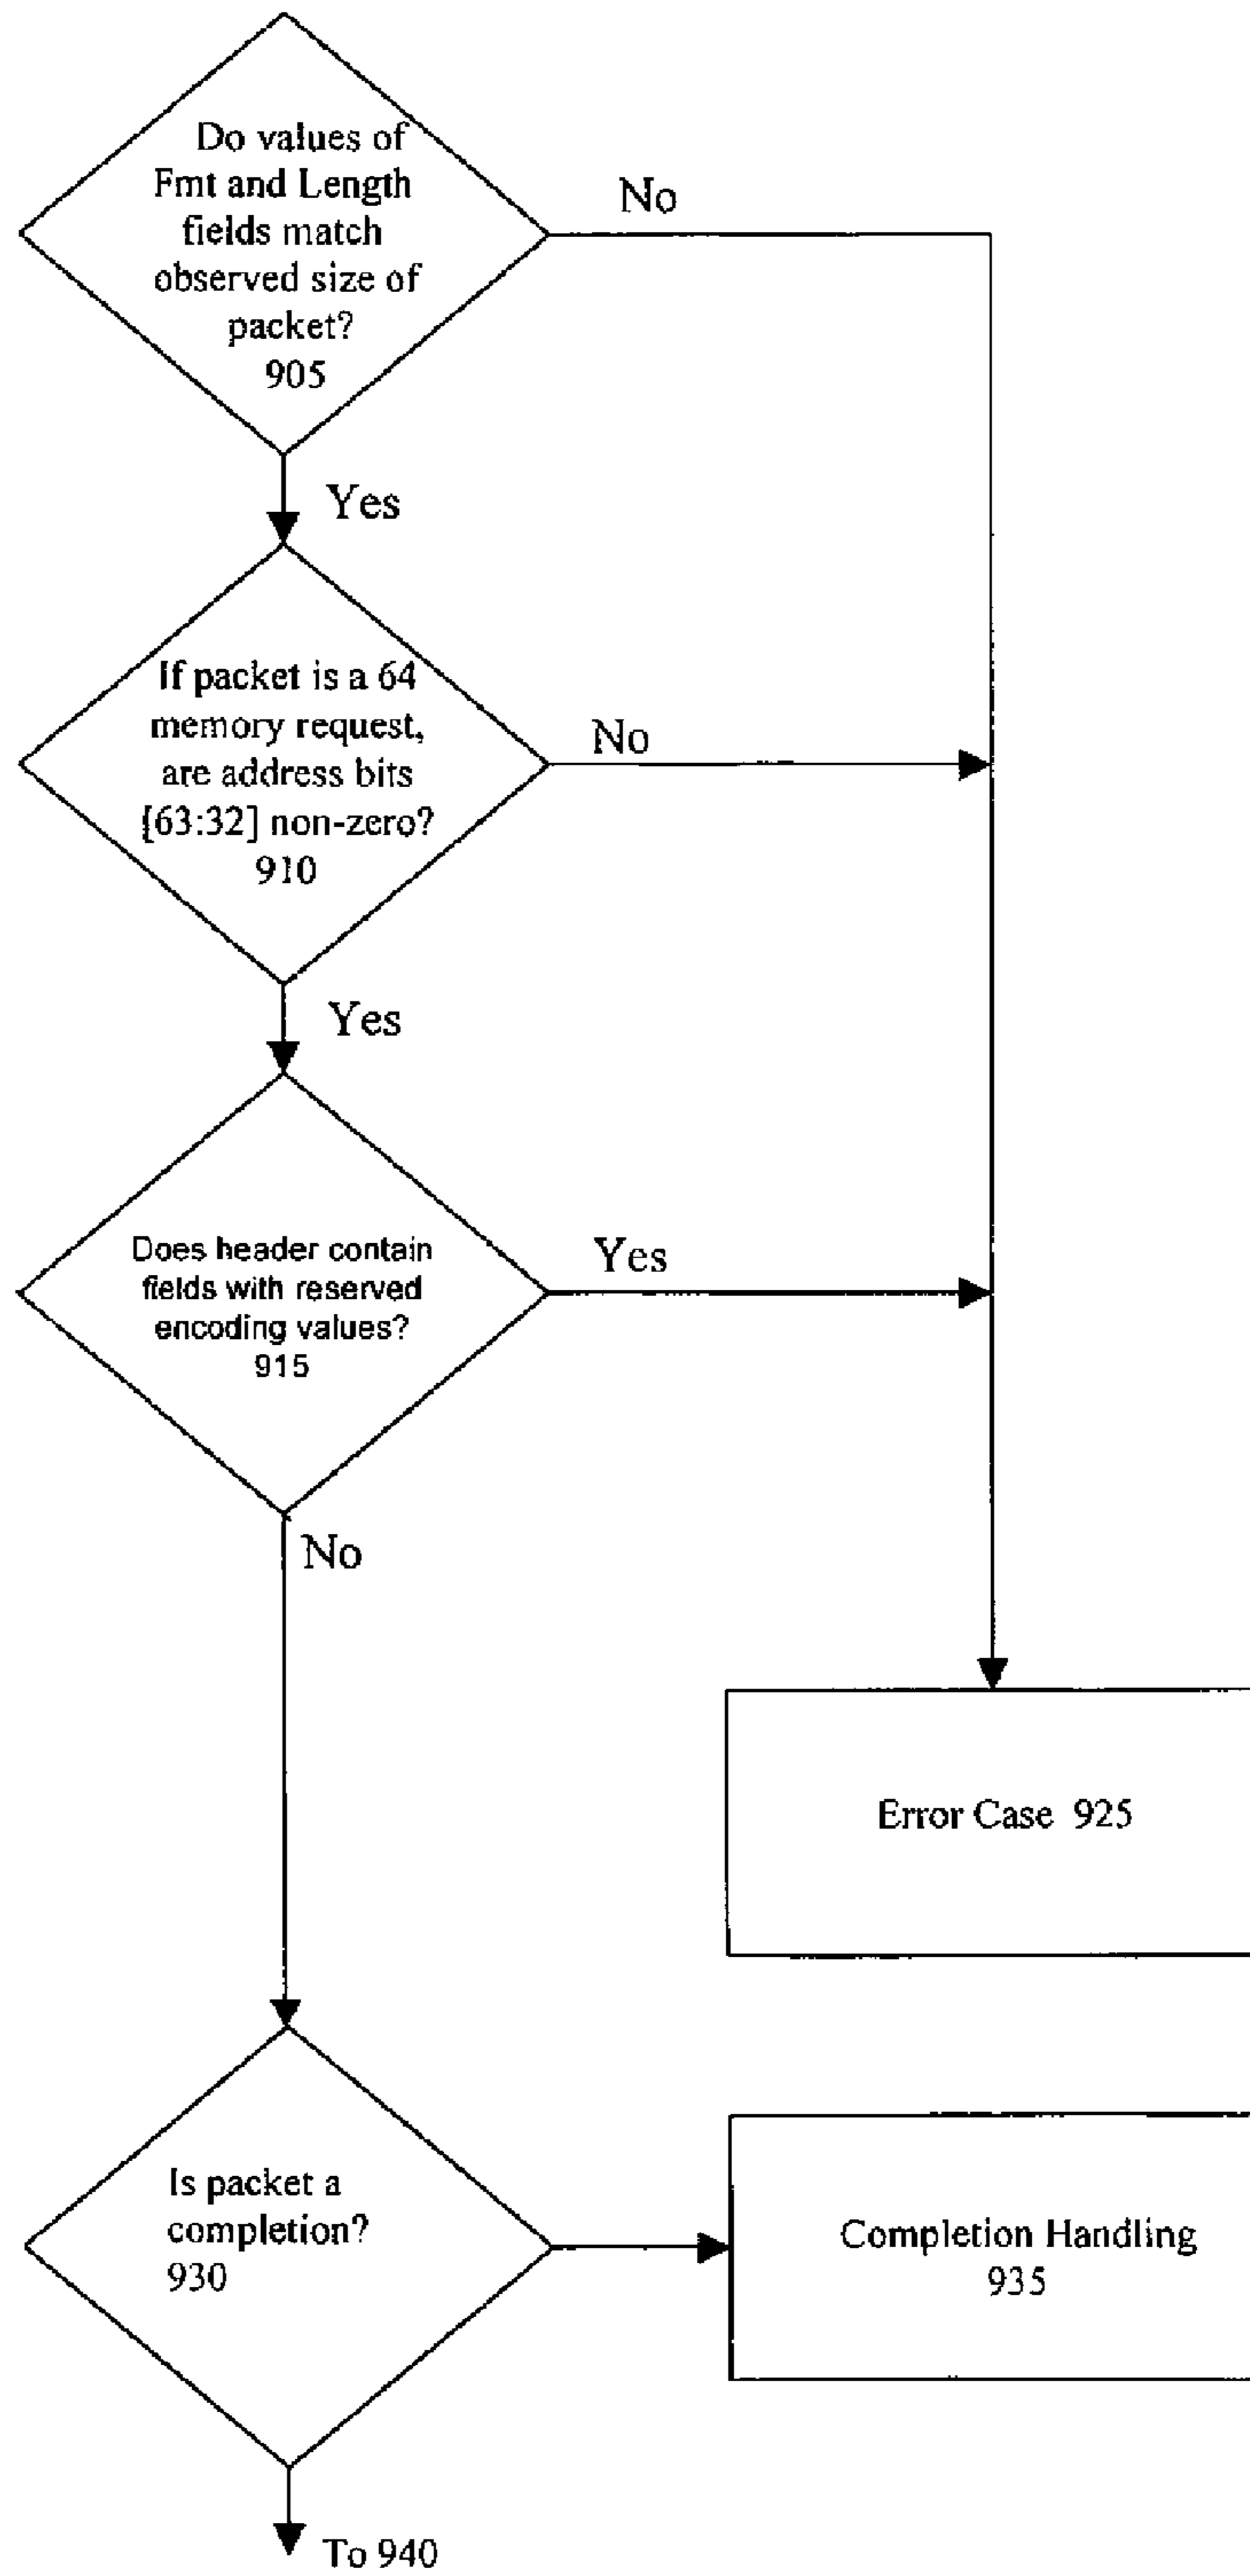 Do values of
Fmt and Length
fields match
observed size of
packet?
905
No
Yes
If packet is a 64
memory request,
are address bits
[63:32] non-zero?
910
No
Yes
Does header contain
fields with reserved
encoding values?
915
Yes
No
Error Case 925
Is packet a
completion?
930
Completion Handling
935
To 940